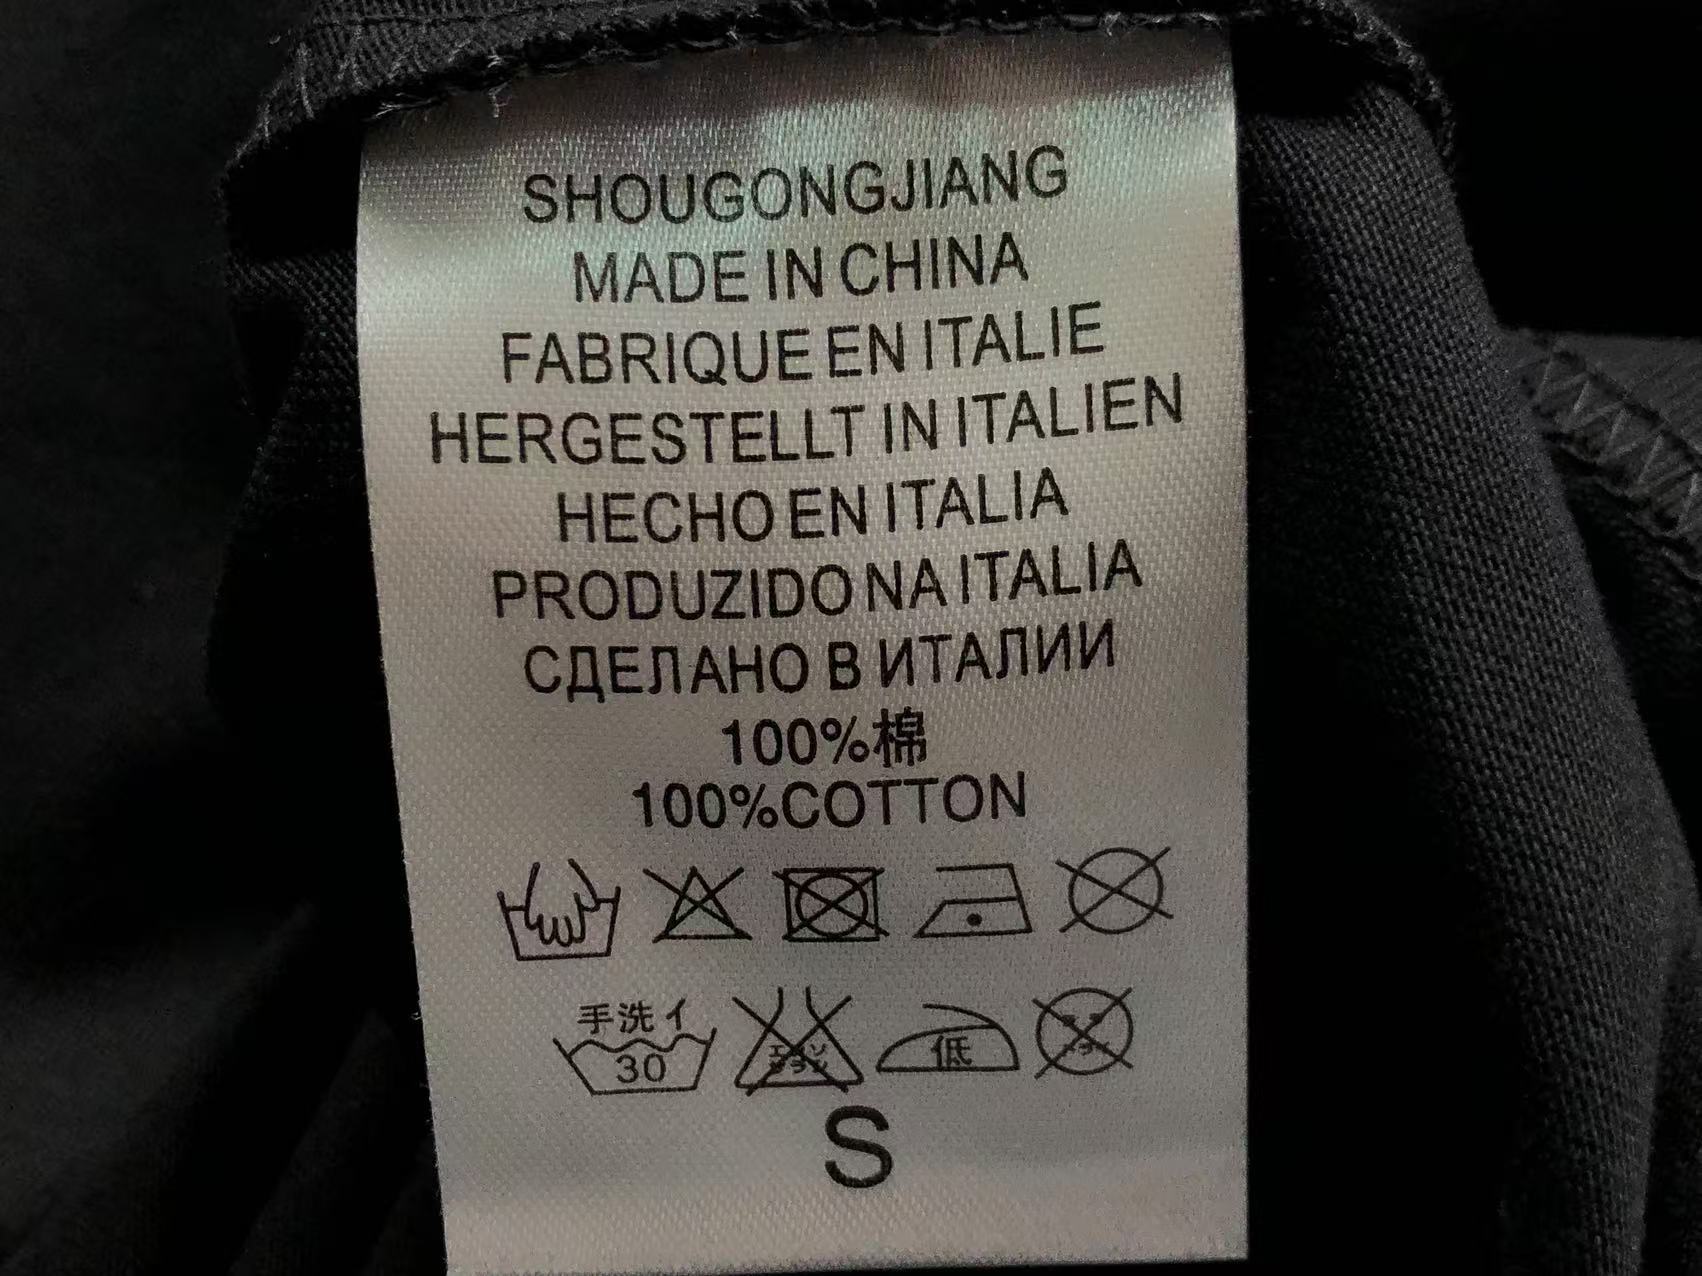 SHOUGONGJIANG
MADE IN CHINA
FABRIQUE EN ITALIE
HERGESTELLT IN ITALIEN
HECHO EN ITALIA
PRODUZIDO NA ITALIA
СДЕЛАНО В ИТАЛИИ
100%棉
100%COTTON
手洗イ
30
低
S